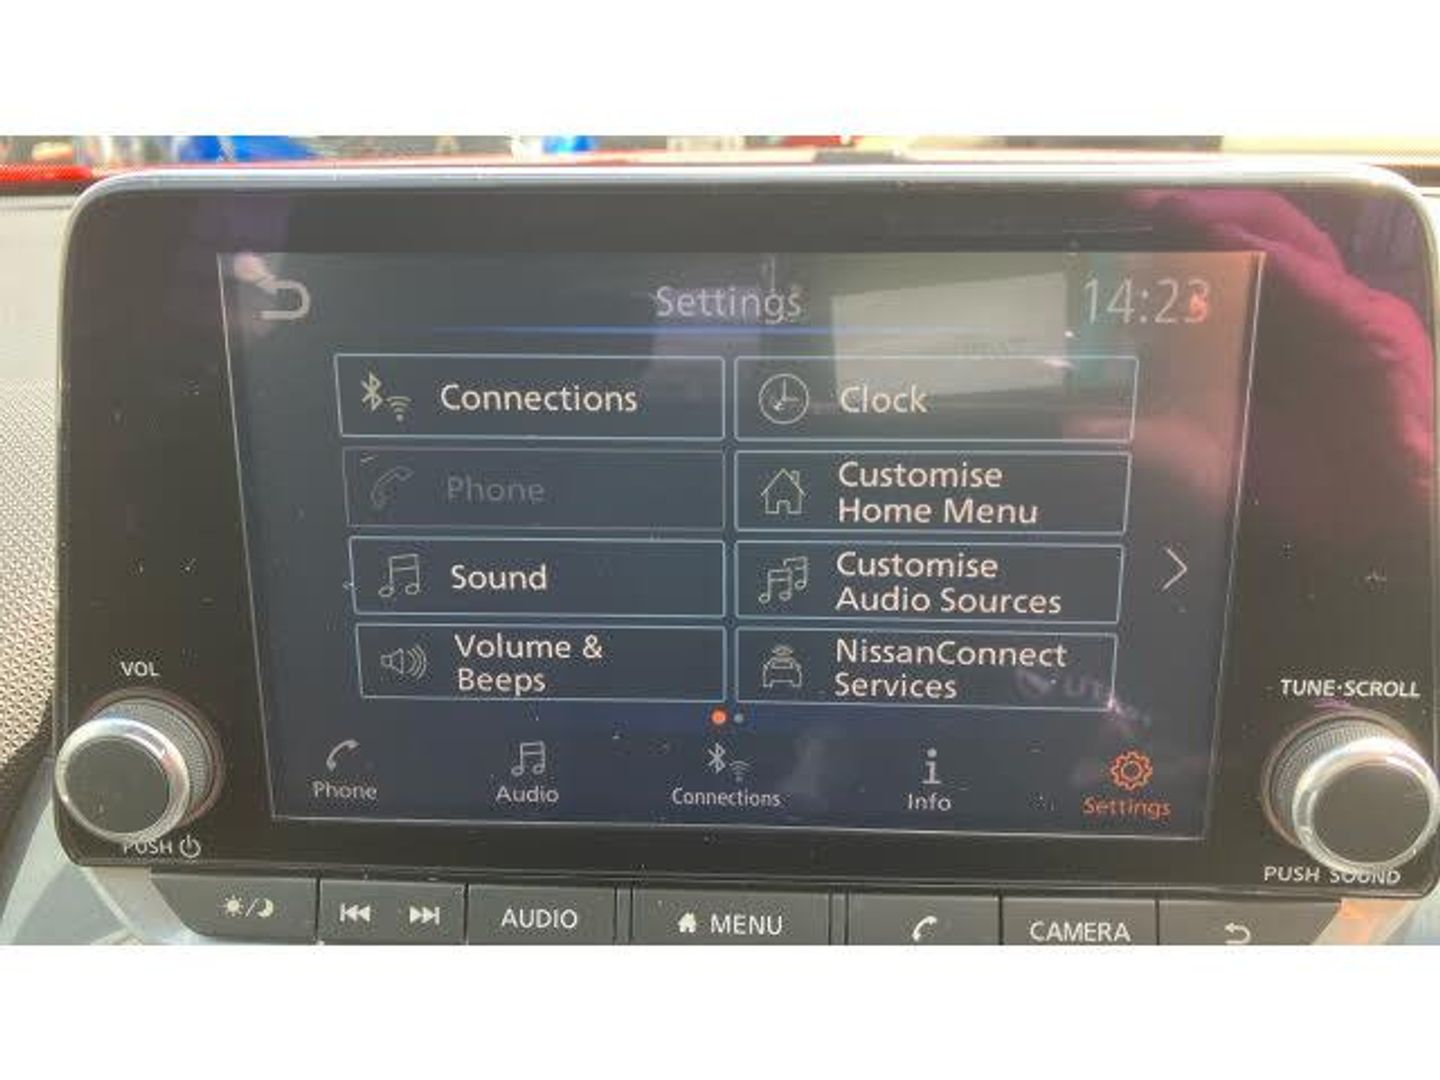 Settings
14:23
Connections
Clock
Phone
Customise
Home Menu
Sound
Customise
Audio Sources
Volume &
Beeps
NissanConnect
Services
Phone
Audio
Connections
Info
Settings
VOL
PUSH
TUNE·SCROLL
PUSH SOUND
AUDIO
MENU
CAMERA